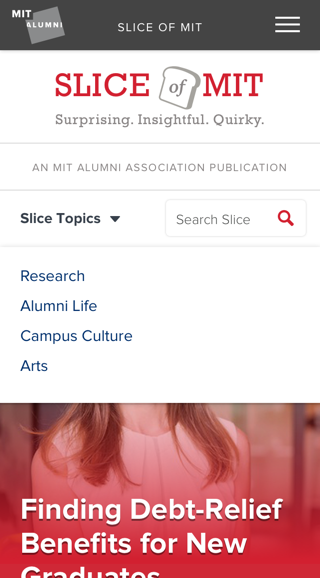 MIT
ALUMNI
SLICE OF MIT
SLICE of MIT
Surprising. Insightful. Quirky.
AN MIT ALUMNI ASSOCIATION PUBLICATION
Slice Topics
Search Slice
Research
Alumni Life
Campus Culture
Arts
Finding Debt-Relief
Benefits for New
Graduates